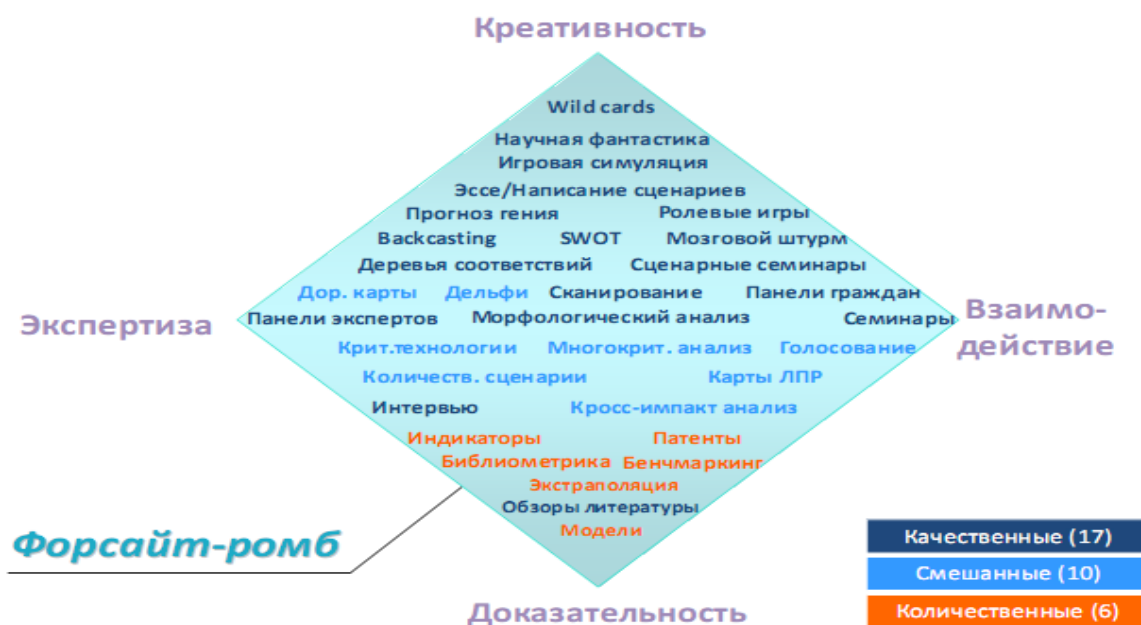 Креативность
Wild cards
Научная фантастика
Игровая симуляция
Эссе/Написание сценариев
Прогноз гения Ролевые игры
Backcasting SWOT Мозговой штурм
Деревья соответствий Сценарные семинары
Дор. карты Дельфи Сканирование Панели граждан
Экспертиза
Панели экспертов Морфологический анализ Семинары
Взаимо-
действие
Крит.технологии Многокрит. анализ Голосование
Количеств. сценарии Карты ЛПР
Интервью Кросс-импакт анализ
Индикаторы Патенты
Библиометрика Бенчмаркинг
Экстраполяция
Обзоры литературы
Модели
Форсайт-ромб
Доказательность
Качественные (17)
Смешанные (10)
Количественные (6)